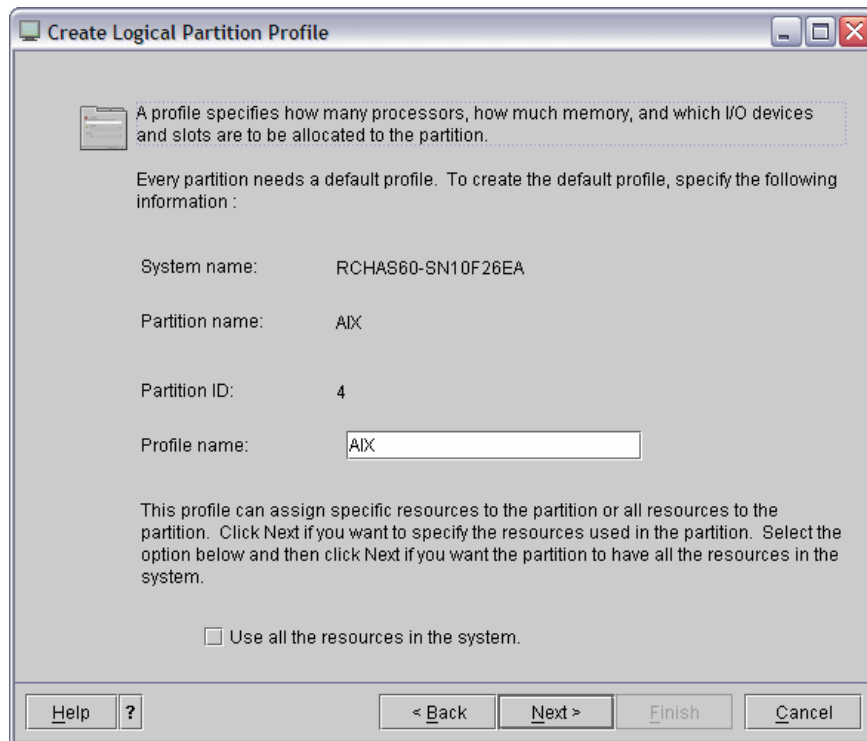 Create Logical Partition Profile
A profile specifies how many processors, how much memory, and which I/O devices
and slots are to be allocated to the partition.
Every partition needs a default profile.  To create the default profile, specify the following
information :
System name: RCHAS60-SN10F26EA
Partition name: AIX
Partition ID: 4
Profile name: AIX
This profile can assign specific resources to the partition or all resources to the
partition.  Click Next if you want to specify the resources used in the partition.  Select the
option below and then click Next if you want the partition to have all the resources in the
system.
Use all the resources in the system.
Help ? < Back Next > Finish Cancel